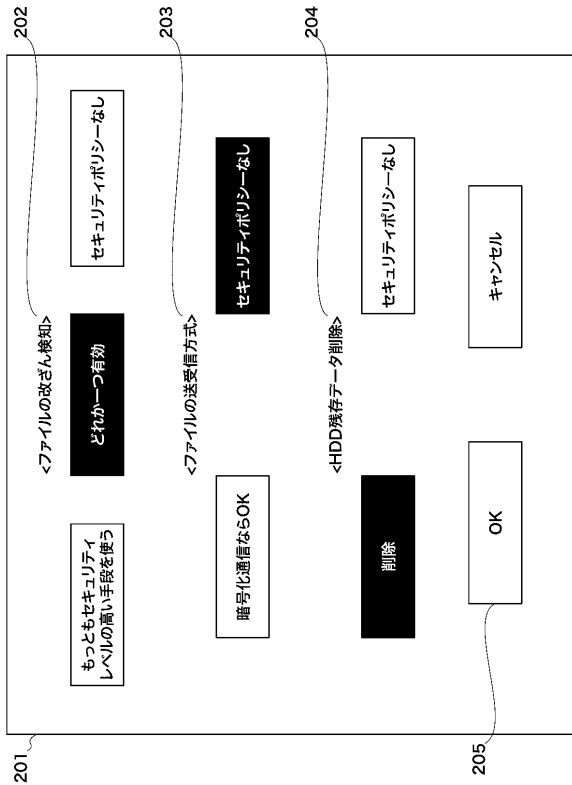 201
202
<ファイルの改ざん検知>
もっともセキュリティ
レベルの高い手段を使う
どれか一つ有効
セキュリティポリシーなし
203
<ファイルの送受信方式>
暗号化通信ならOK
セキュリティポリシーなし
204
<HDD残存データ削除>
削除
セキュリティポリシーなし
205
OK
キャンセル